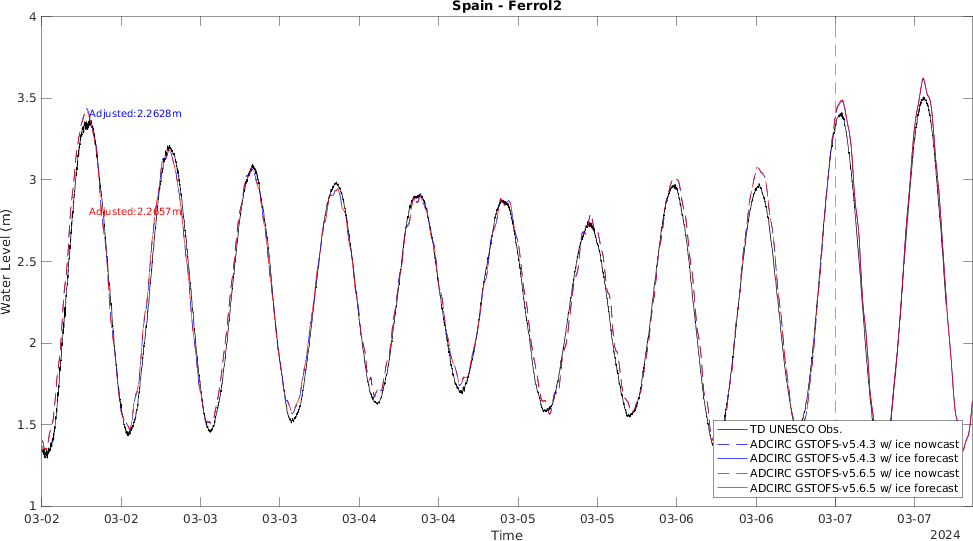 Spain - Ferrol2
Water Level (m)
4
3.5
3
2.5
2
1.5
1
Adjusted:2.2628m
Adjusted:2.2657m
TD UNESCO Obs.
ADCIRC GSTOFS-v5.4.3 w/ ice nowcast
ADCIRC GSTOFS-v5.4.3 w/ ice forecast
ADCIRC GSTOFS-v5.6.5 w/ ice nowcast
ADCIRC GSTOFS-v5.6.5 w/ ice forecast
03-02 03-02 03-03 03-03 03-04 03-04 03-05 03-05 03-06 03-06 03-07 03-07
Time
2024